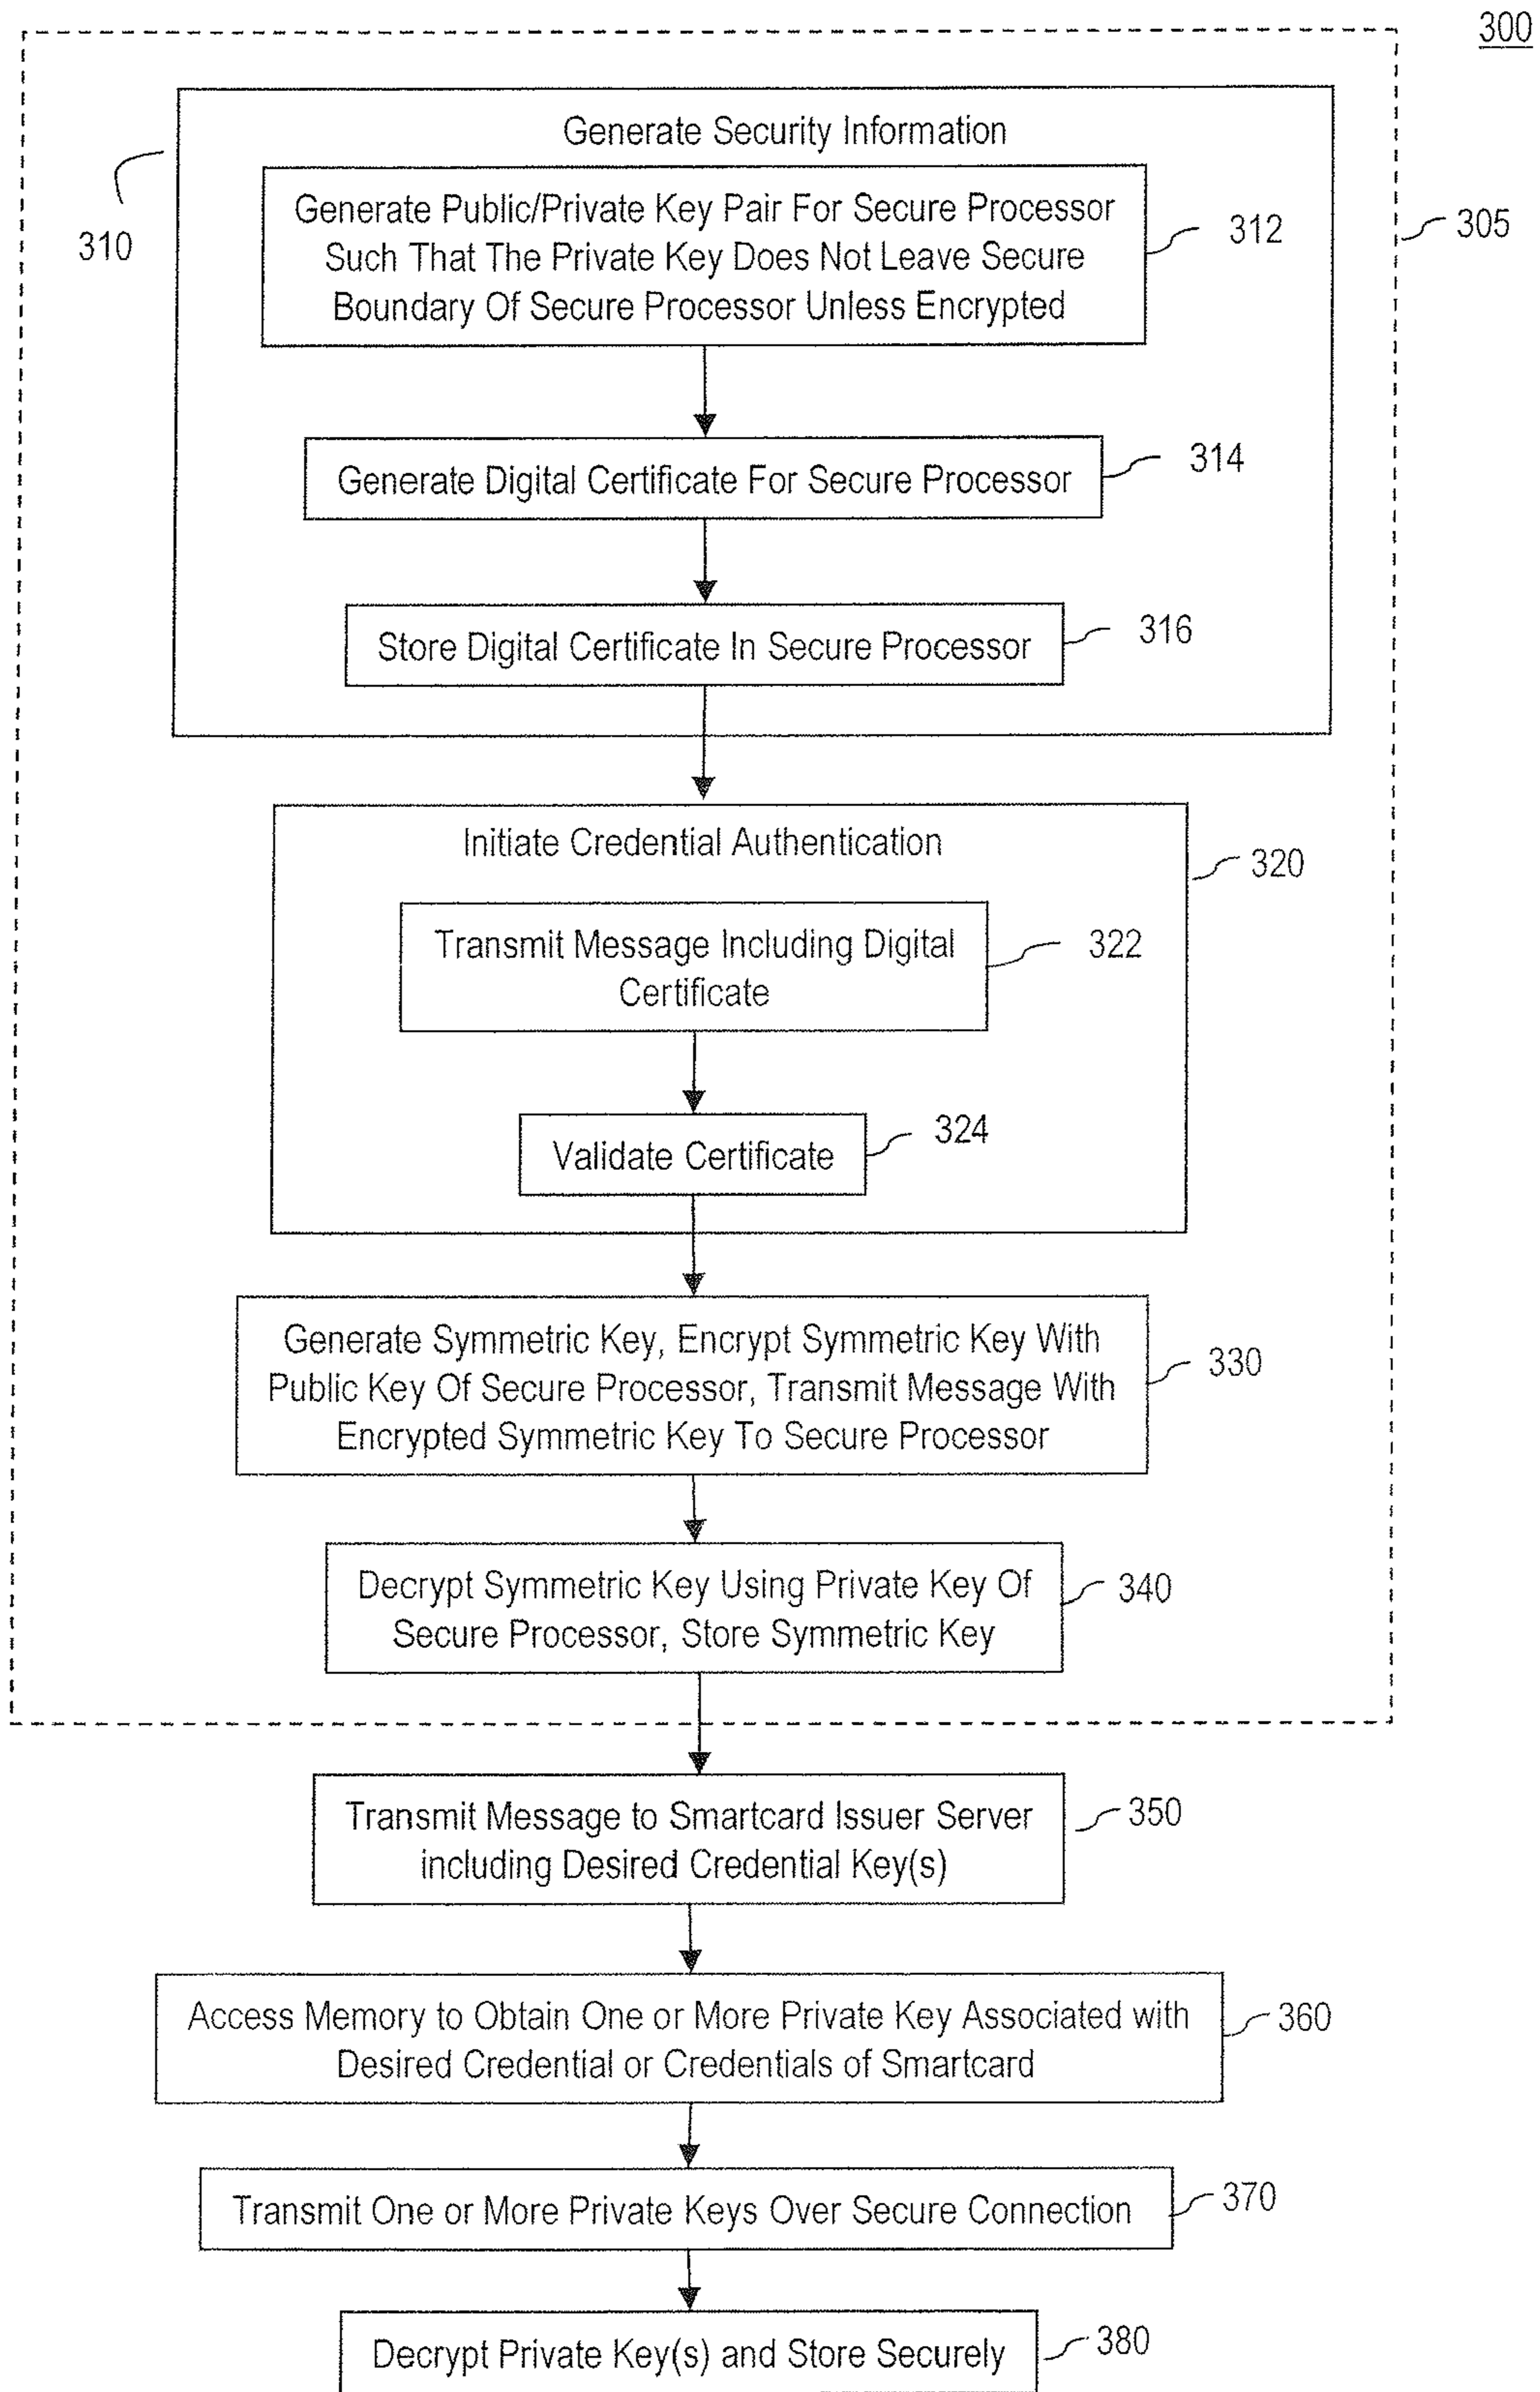 300
Generate Security Information
310
Generate Public/Private Key Pair For Secure Processor
Such That The Private Key Does Not Leave Secure
Boundary Of Secure Processor Unless Encrypted
312
305
Generate Digital Certificate For Secure Processor
314
Store Digital Certificate In Secure Processor
316
Initiate Credential Authentication
320
Transmit Message Including Digital
Certificate
322
Validate Certificate
324
Generate Symmetric Key, Encrypt Symmetric Key With
Public Key Of Secure Processor, Transmit Message With
Encrypted Symmetric Key To Secure Processor
330
Decrypt Symmetric Key Using Private Key Of
Secure Processor, Store Symmetric Key
340
Transmit Message to Smartcard Issuer Server
including Desired Credential Key(s)
350
Access Memory to Obtain One or More Private Key Associated with
Desired Credential or Credentials of Smartcard
360
Transmit One or More Private Keys Over Secure Connection
370
Decrypt Private Key(s) and Store Securely
380